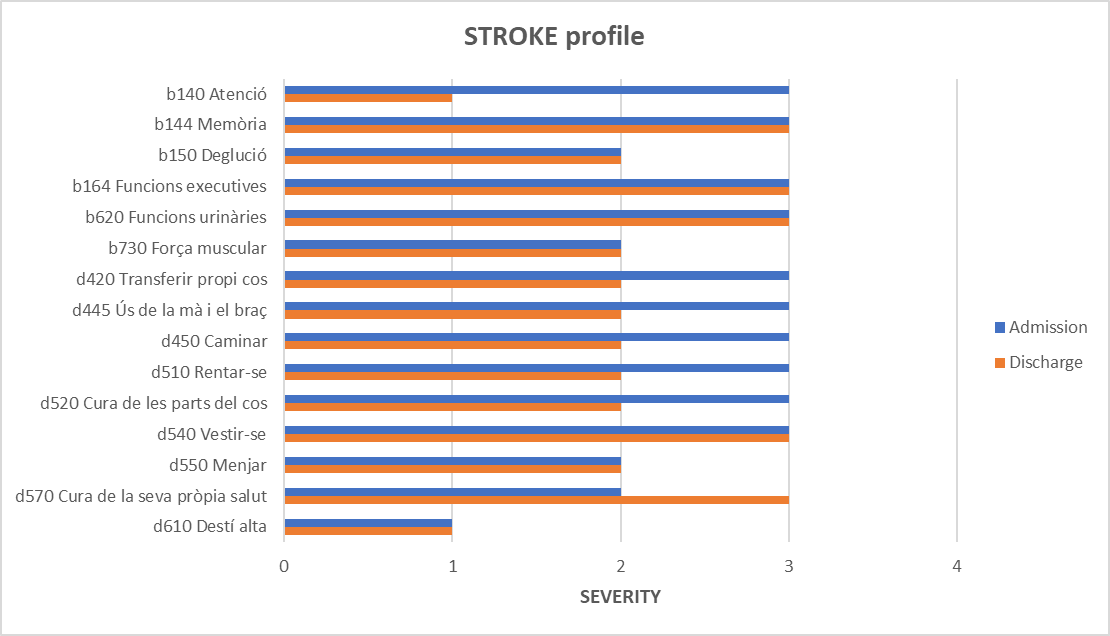 STROKE profile
b140 Atenció
b144 Memòria
b150 Deglució
b164 Funcions executives
b620 Funcions urinàries
b730 Força muscular
d420 Transferir propi cos
d445 Ús de la mà i el braç
d450 Caminar
d510 Rentar-se
d520 Cura de les parts del cos
d540 Vestir-se
d550 Menjar
d570 Cura de la seva pròpia salut
d610 Destí alta
Admission
Discharge
0 1 2 3 4
SEVERITY